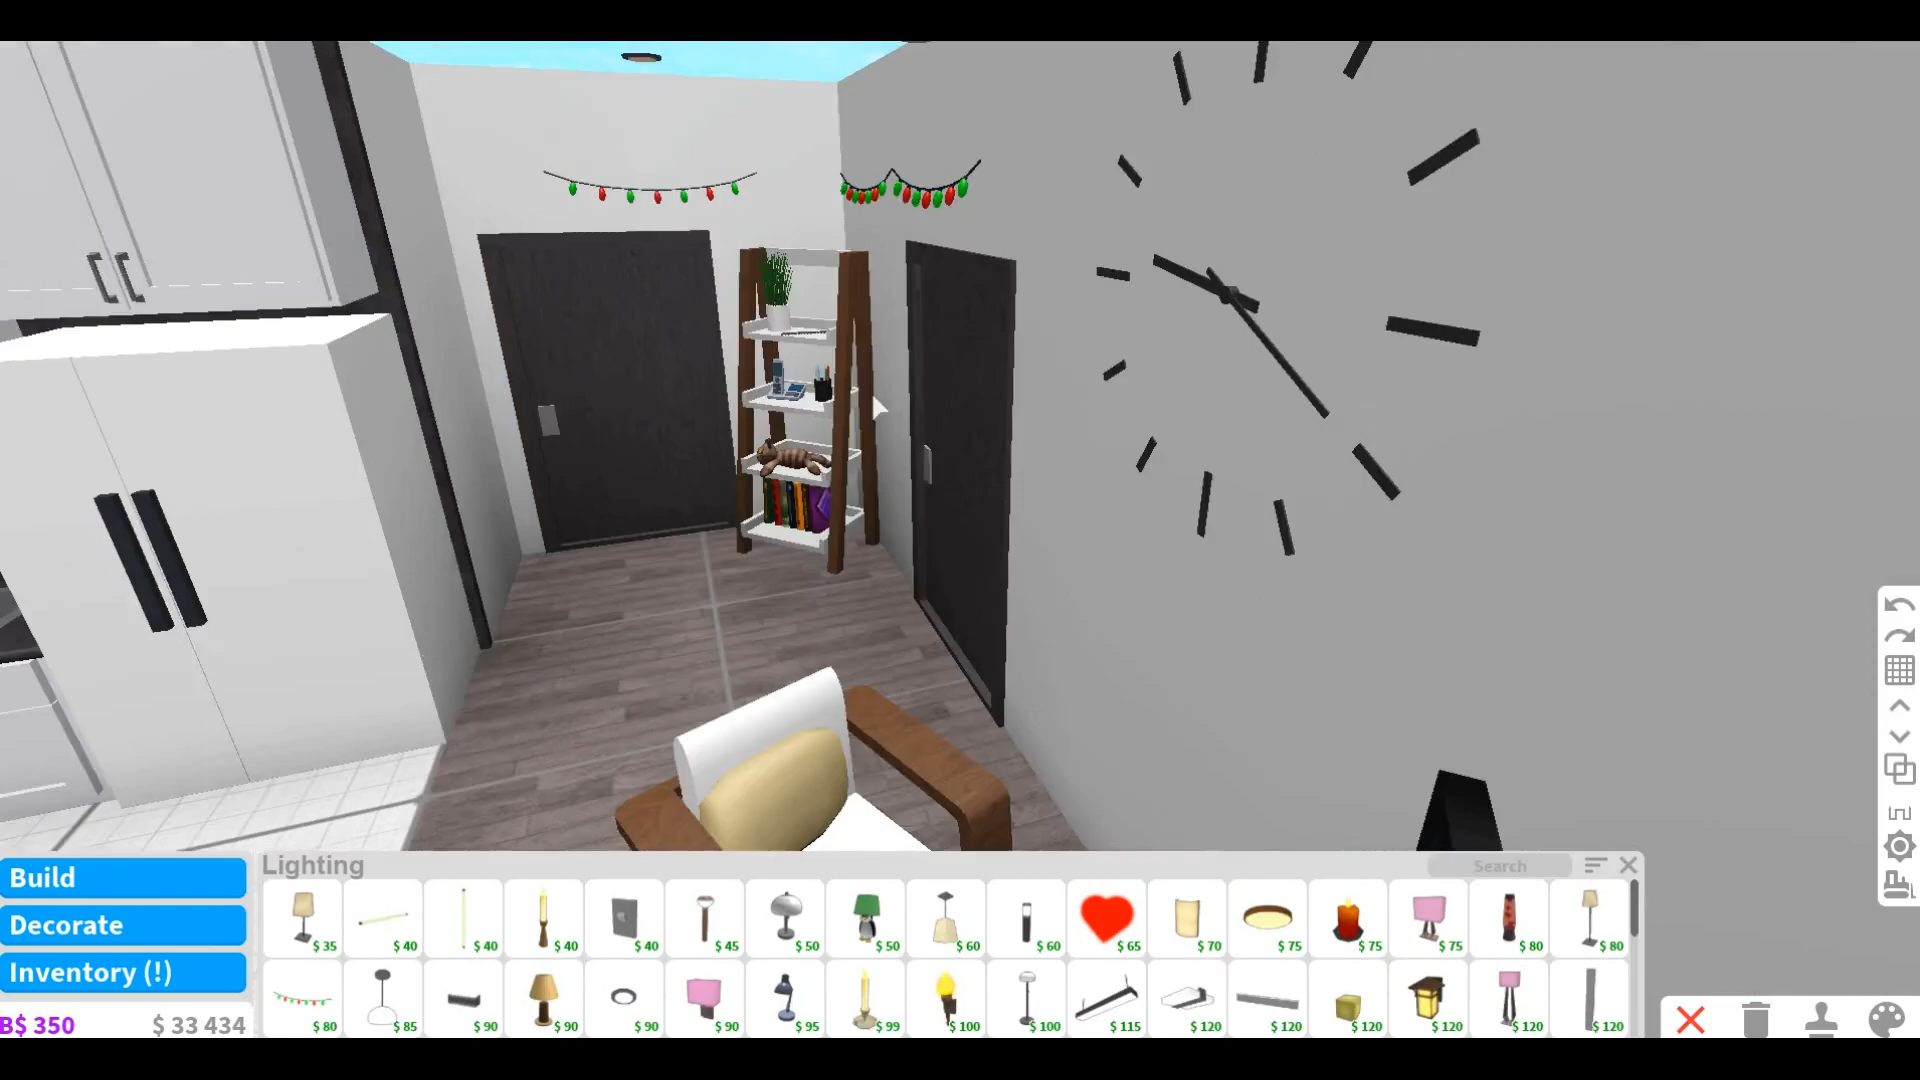 Build
Decorate
Inventory (!)
B$ 350 $ 33 434
Lighting
Search
$ 35 $ 40 $ 40 $ 40 $ 40 $ 45 $ 50 $ 50 $ 60 $ 60 $ 65 $ 70 $ 75 $ 75 $ 75 $ 80 $ 80
$ 80 $ 85 $ 90 $ 90 $ 90 $ 90 $ 95 $ 99 $ 100 $ 100 $ 115 $ 120 $ 120 $ 120 $ 120 $ 120 $ 120